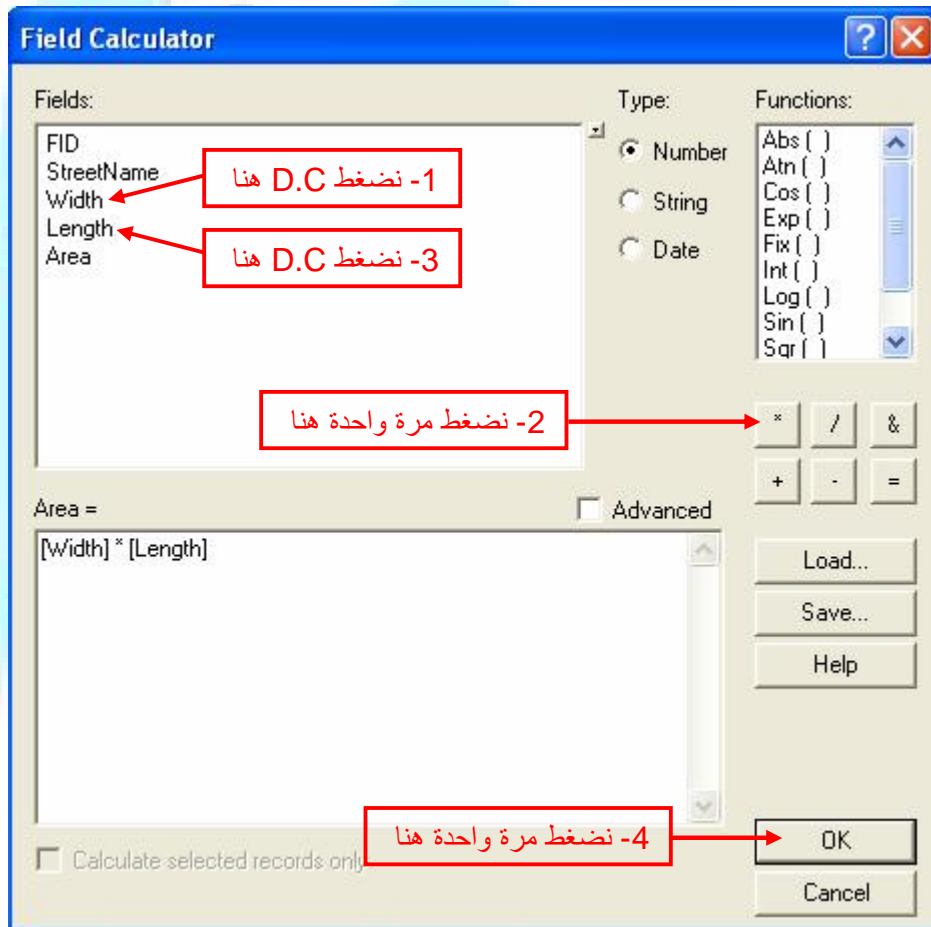 Field Calculator
Fields:
Type:
Functions:
FID
StreetName
Width
Length
Area
1- نضغط D.C هنا
3- نضغط D.C هنا
Number
String
Date
Abs ( )
Atn ( )
Cos ( )
Exp ( )
Fix ( )
Int ( )
Log ( )
Sin ( )
Sqr ( )
2- نضغط مرة واحدة هنا
* / &
+ - =
Area =
Advanced
[Width] * [Length]
Load...
Save...
Help
4- نضغط مرة واحدة هنا
Calculate selected records only
OK
Cancel